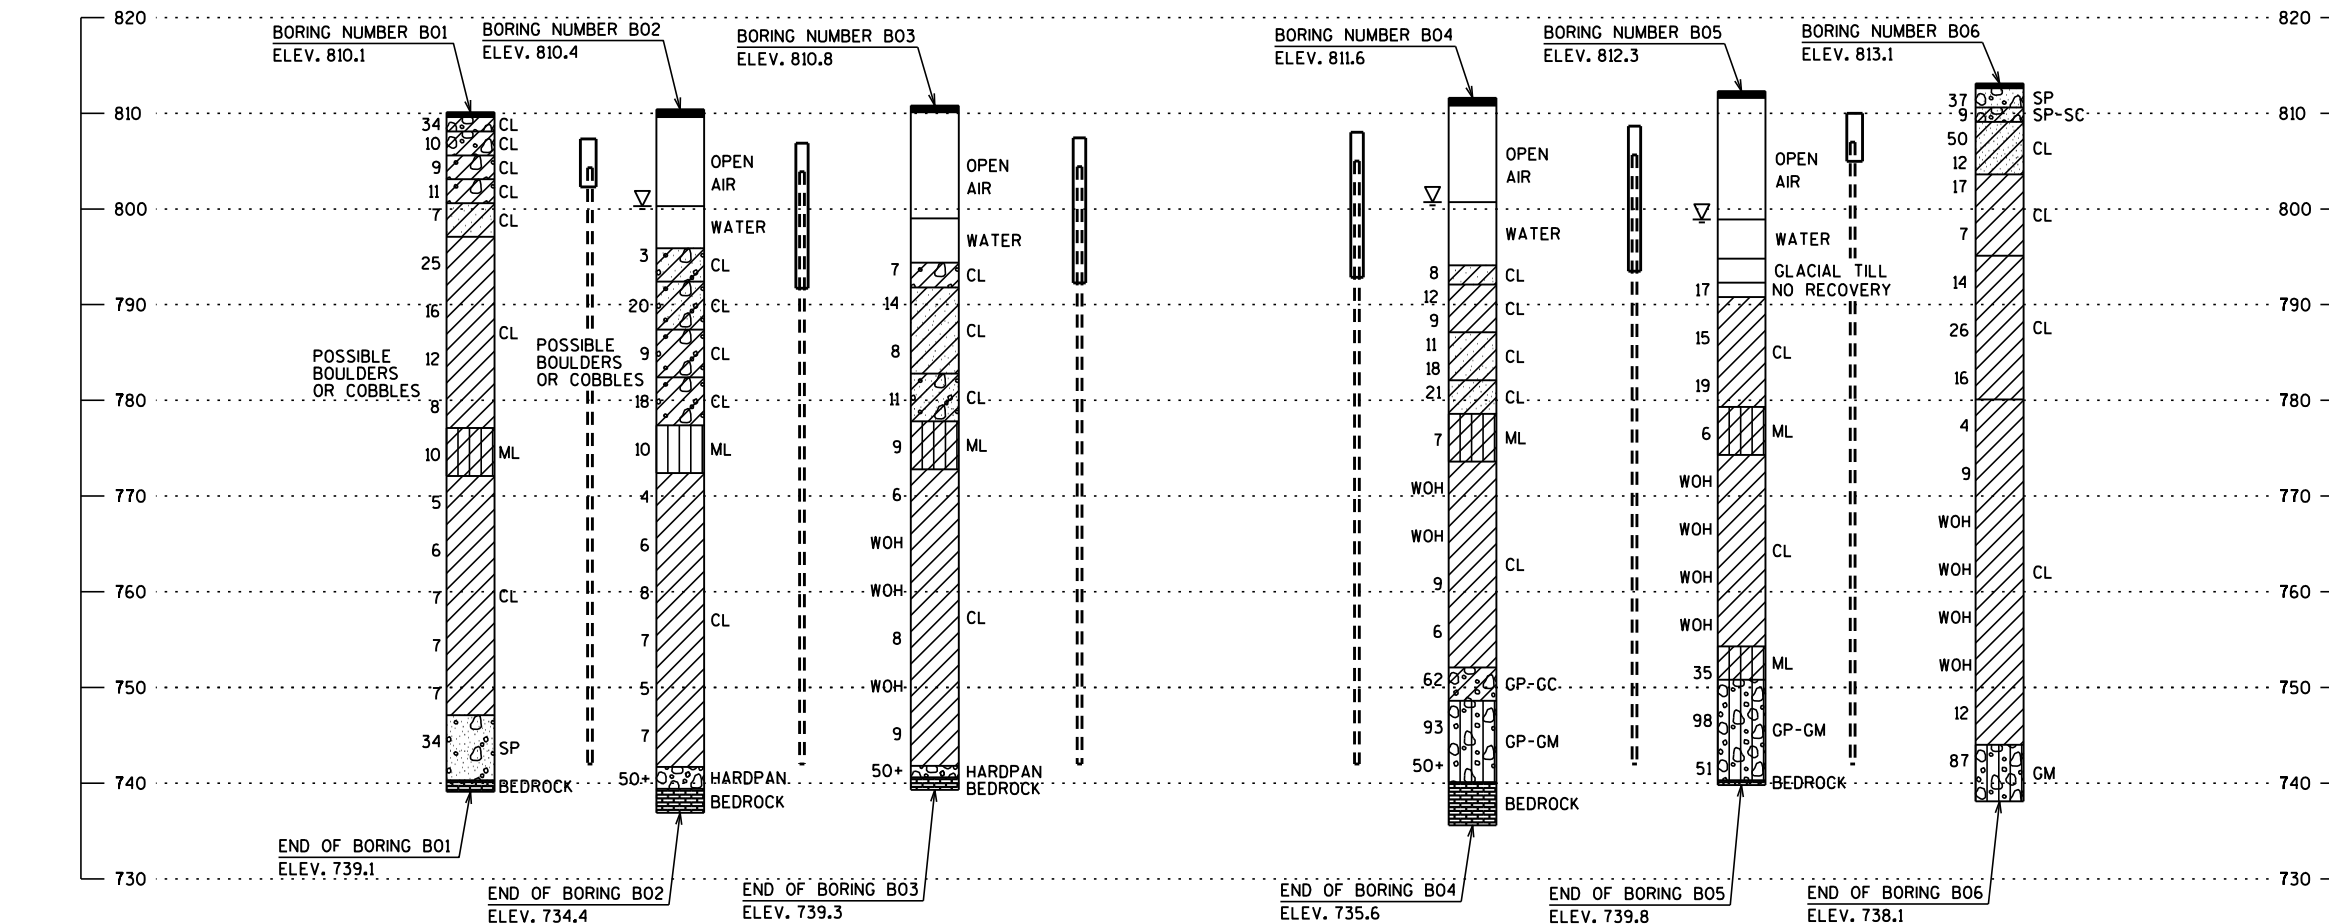 820
820
BORING NUMBER B01
ELEV. 810.1
BORING NUMBER B02
ELEV. 810.4
BORING NUMBER B03
ELEV. 810.8
BORING NUMBER B04
ELEV. 811.6
BORING NUMBER B05
ELEV. 812.3
BORING NUMBER B06
ELEV. 813.1
810
810
800
800
790
790
780
780
770
770
760
760
750
750
740
740
730
730
34
10
9
11
7
25
16
12
8
10
5
6
7
7
7
34
CL
CL
CL
CL
CL
CL
ML
CL
SP
BEDROCK
POSSIBLE
BOULDERS
OR COBBLES
END OF BORING B01
ELEV. 739.1
3
20
9
18
10
4
6
8
7
5
7
50+
OPEN
AIR
WATER
CL
CL
CL
CL
ML
CL
HARDPAN
BEDROCK
POSSIBLE
BOULDERS
OR COBBLES
END OF BORING B02
ELEV. 734.4
7
14
8
11
9
6
WOH
WOH
8
WOH
9
50+
OPEN
AIR
WATER
CL
CL
CL
ML
CL
HARDPAN
BEDROCK
END OF BORING B03
ELEV. 739.3
8
12
9
11
18
21
7
WOH
WOH
9
6
62
93
50+
OPEN
AIR
WATER
CL
CL
CL
CL
ML
CL
GP-GC
GP-GM
BEDROCK
END OF BORING B04
ELEV. 735.6
17
15
19
6
WOH
WOH
WOH
WOH
35
98
51
OPEN
AIR
WATER
GLACIAL TILL
NO RECOVERY
CL
ML
CL
ML
GP-GM
BEDROCK
END OF BORING B05
ELEV. 739.8
37
9
50
12
17
7
14
26
16
4
9
WOH
WOH
WOH
WOH
12
87
SP
SP-SC
CL
CL
CL
CL
GM
END OF BORING B06
ELEV. 738.1